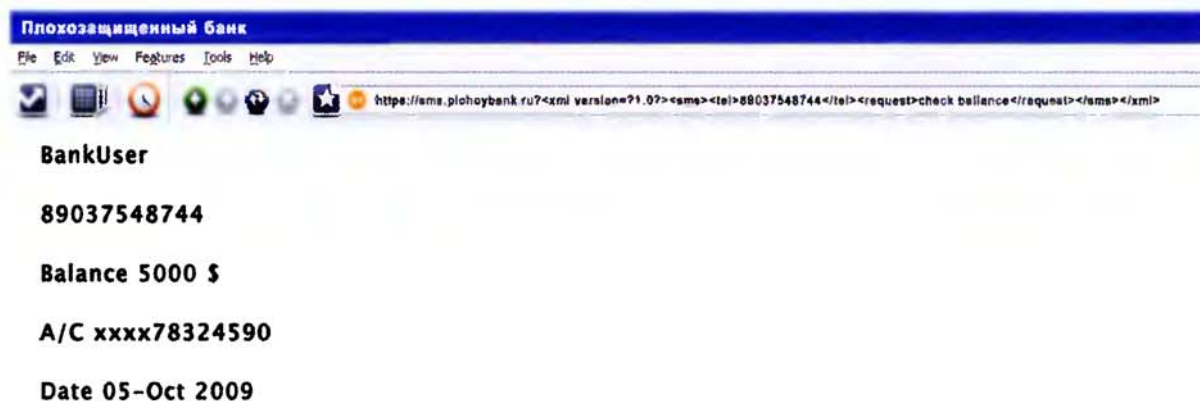 Плохозащищенный банк
File Edit View Features Tools Help
https://sms.plohoybank.ru?<xml version=?1.0?><sms><tel>89037548744</tel><request>check ballance</request></sms></xml>
BankUser
89037548744
Balance 5000 $
A/C xxxx78324590
Date 05-Oct 2009